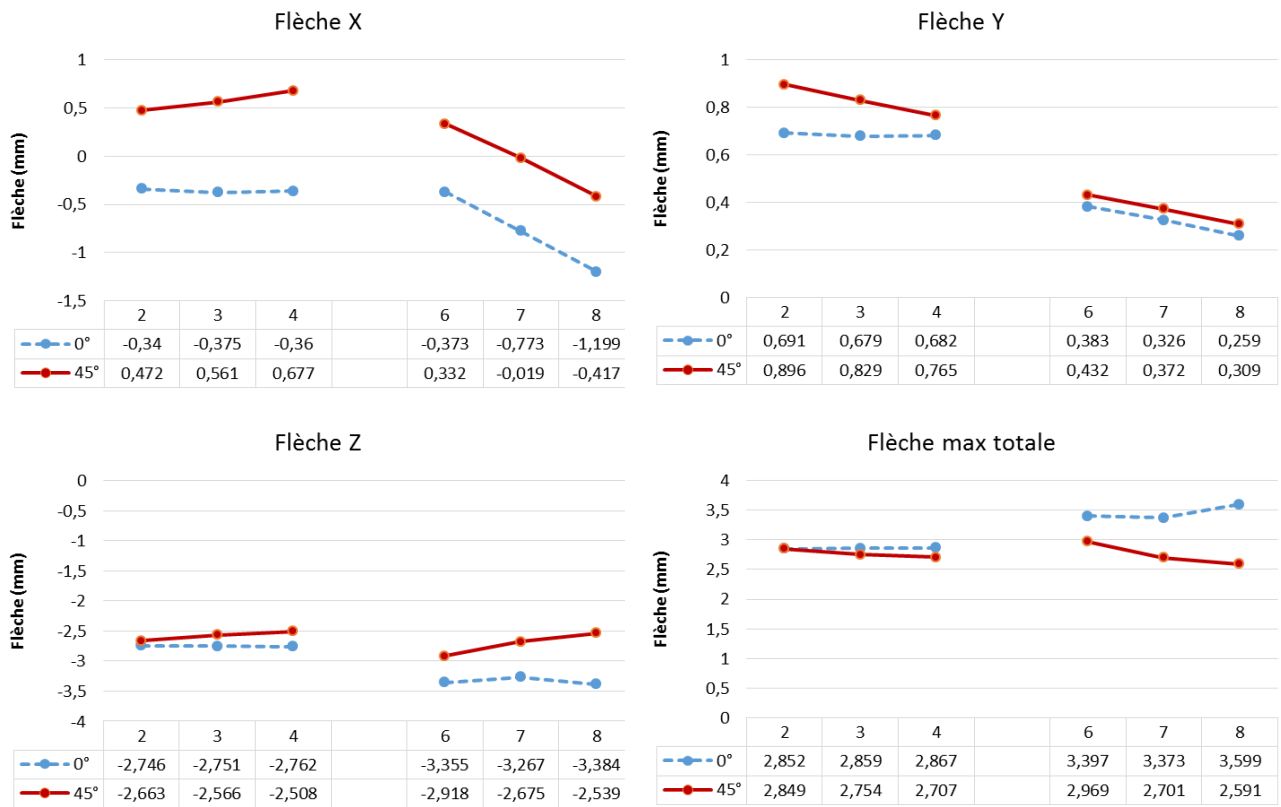 Flèche X
Flèche (mm)
1
0,5
0
-0,5
-1
-1,5
2 3 4 6 7 8
0° -0,34 -0,375 -0,36 -0,373 -0,773 -1,199
45° 0,472 0,561 0,677 0,332 -0,019 -0,417
Flèche Y
Flèche (mm)
1
0,8
0,6
0,4
0,2
0
2 3 4 6 7 8
0° 0,691 0,679 0,682 0,383 0,326 0,259
45° 0,896 0,829 0,765 0,432 0,372 0,309
Flèche Z
Flèche (mm)
0
-0,5
-1
-1,5
-2
-2,5
-3
-3,5
-4
2 3 4 6 7 8
0° -2,746 -2,751 -2,762 -3,355 -3,267 -3,384
45° -2,663 -2,566 -2,508 -2,918 -2,675 -2,539
Flèche max totale
Flèche (mm)
4
3,5
3
2,5
2
1,5
1
0,5
0
2 3 4 6 7 8
0° 2,852 2,859 2,867 3,397 3,373 3,599
45° 2,849 2,754 2,707 2,969 2,701 2,591